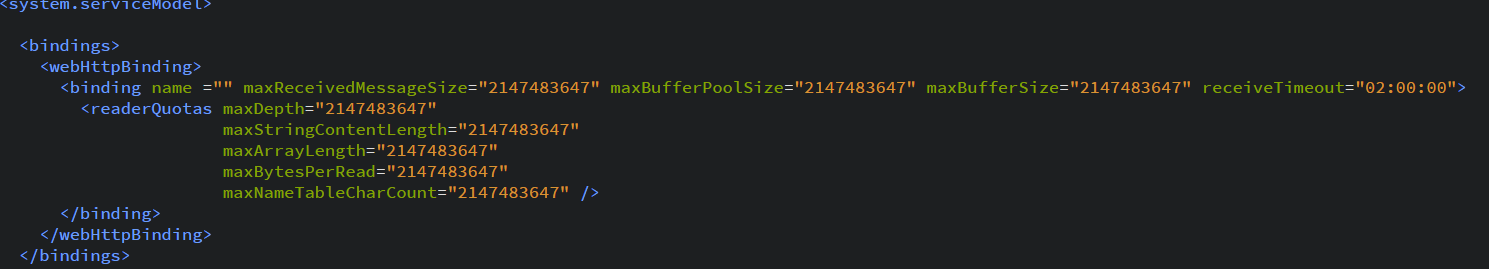 <system.serviceModel>
<bindings>
<webHttpBinding>
<binding name ="" maxReceivedMessageSize="2147483647" maxBufferPoolSize="2147483647" maxBufferSize="2147483647" receiveTimeout="02:00:00">
<readerQuotas maxDepth="2147483647"
maxStringContentLength="2147483647"
maxArrayLength="2147483647"
maxBytesPerRead="2147483647"
maxNameTableCharCount="2147483647" />
</binding>
</webHttpBinding>
</bindings>